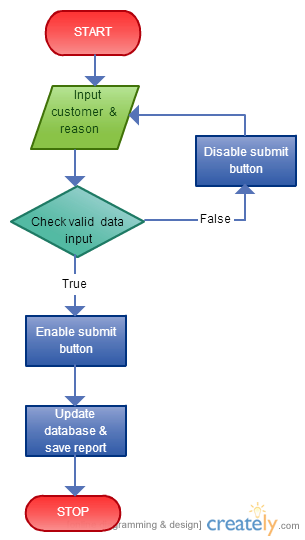 START
Input
customer &
reason
Disable submit
button
Check valid data
input
False
True
Enable submit
button
Update
database &
save report
STOP
gramming & design]
creately.com